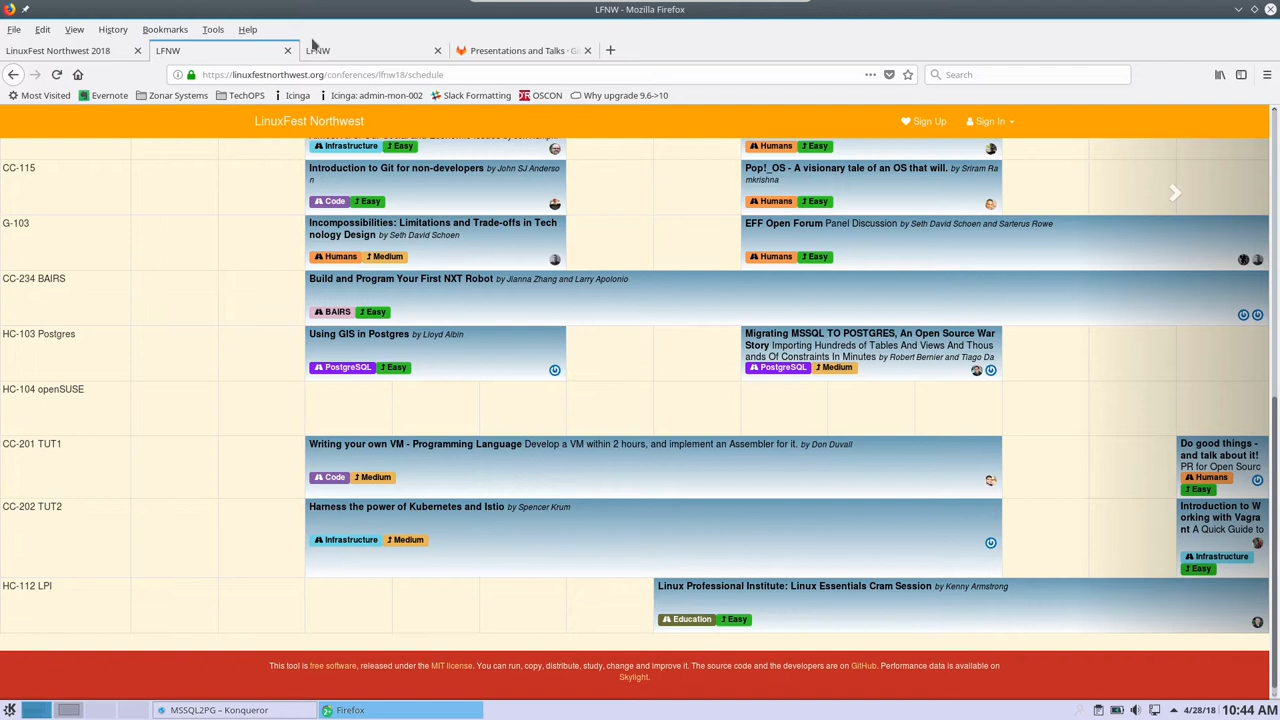 LFNW - Mozilla Firefox
File Edit View History Bookmarks Tools Help
LinuxFest Northwest 2018
LFNW
LFNW
Presentations and Talks · G
https://linuxfestnorthwest.org/conferences/lfnw18/schedule
Search
Most Visited Evernote Zonar Systems TechOPS Icinga Icinga: admin-mon-002 Slack Formatting OSCON Why upgrade 9.6->10
LinuxFest Northwest
Sign Up
Sign In
Infrastructure Easy
Humans Easy
CC-115
Introduction to Git for non-developers by John SJ Anderso
n
Code Easy
Pop!_OS - A visionary tale of an OS that will. by Sriram Ra
mkrishna
Humans Easy
G-103
Incompossibilities: Limitations and Trade-offs in Tech
nology Design by Seth David Schoen
Humans Medium
EFF Open Forum Panel Discussion by Seth David Schoen and Sarterus Rowe
Humans Easy
CC-234 BAIRS
Build and Program Your First NXT Robot by Jianna Zhang and Larry Apolonio
BAIRS Easy
HC-103 Postgres
Using GIS in Postgres by Lloyd Albin
PostgreSQL Easy
Migrating MSSQL TO POSTGRES, An Open Source War
Story Importing Hundreds of Tables And Views And Thous
ands Of Constraints In Minutes by Robert Bernier and Tiago Da
PostgreSQL Medium
HC-104 openSUSE
CC-201 TUT1
Writing your own VM - Programming Language Develop a VM within 2 hours, and implement an Assembler for it. by Don Duvall
Code Medium
Do good things -
and talk about it!
PR for Open Sourc
Humans
Easy
CC-202 TUT2
Harness the power of Kubernetes and Istio by Spencer Krum
Infrastructure Medium
Introduction to W
orking with Vagra
nt A Quick Guide to
Infrastructure
Easy
HC-112 LPI
Linux Professional Institute: Linux Essentials Cram Session by Kenny Armstrong
Education Easy
This tool is free software, released under the MIT license. You can run, copy, distribute, study, change and improve it. The source code and the developers are on GitHub. Performance data is available on
Skylight.
MSSQL2PG – Konqueror
Firefox
4/28/18 10:44 AM